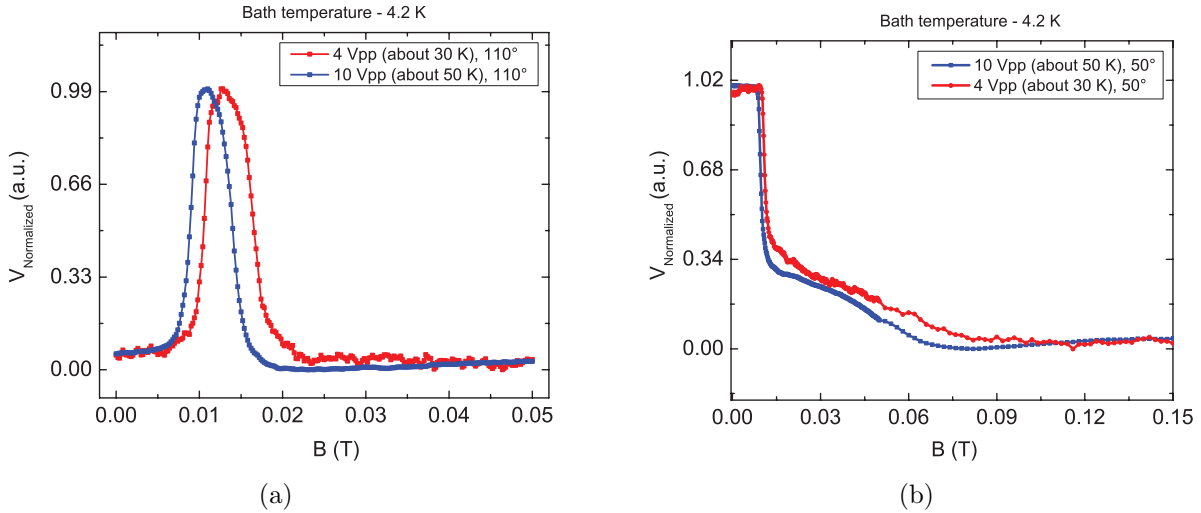 Bath temperature - 4.2 K
4 Vpp (about 30 K), 110°
10 Vpp (about 50 K), 110°
0.99
0.66
0.33
0.00
V_Normalized (a.u.)
0.00 0.01 0.02 0.03 0.04 0.05
B (T)
(a)
Bath temperature - 4.2 K
10 Vpp (about 50 K), 50°
4 Vpp (about 30 K), 50°
1.02
0.68
0.34
0.00
V_Normalized (a.u.)
0.00 0.03 0.06 0.09 0.12 0.15
B (T)
(b)